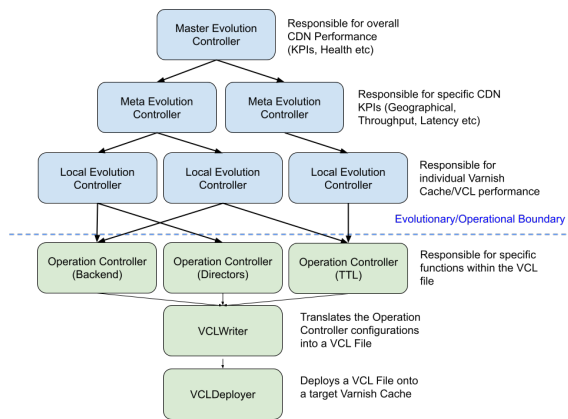 Master Evolution
Controller
Responsible for overall
CDN Performance
(KPIs, Health etc)
Meta Evolution
Controller
Meta Evolution
Controller
Responsible for specific CDN
KPIs (Geographical,
Throughput, Latency etc)
Local Evolution
Controller
Local Evolution
Controller
Local Evolution
Controller
Responsible for
individual Varnish
Cache/VCL performance
Evolutionary/Operational Boundary
Operation Controller
(Backend)
Operation Controller
(Directors)
Operation Controller
(TTL)
Responsible for specific
functions within the VCL
file
VCLWriter
Translates the Operation
Controller configurations
into a VCL File
VCLDeployer
Deploys a VCL File onto
a target Varnish Cache